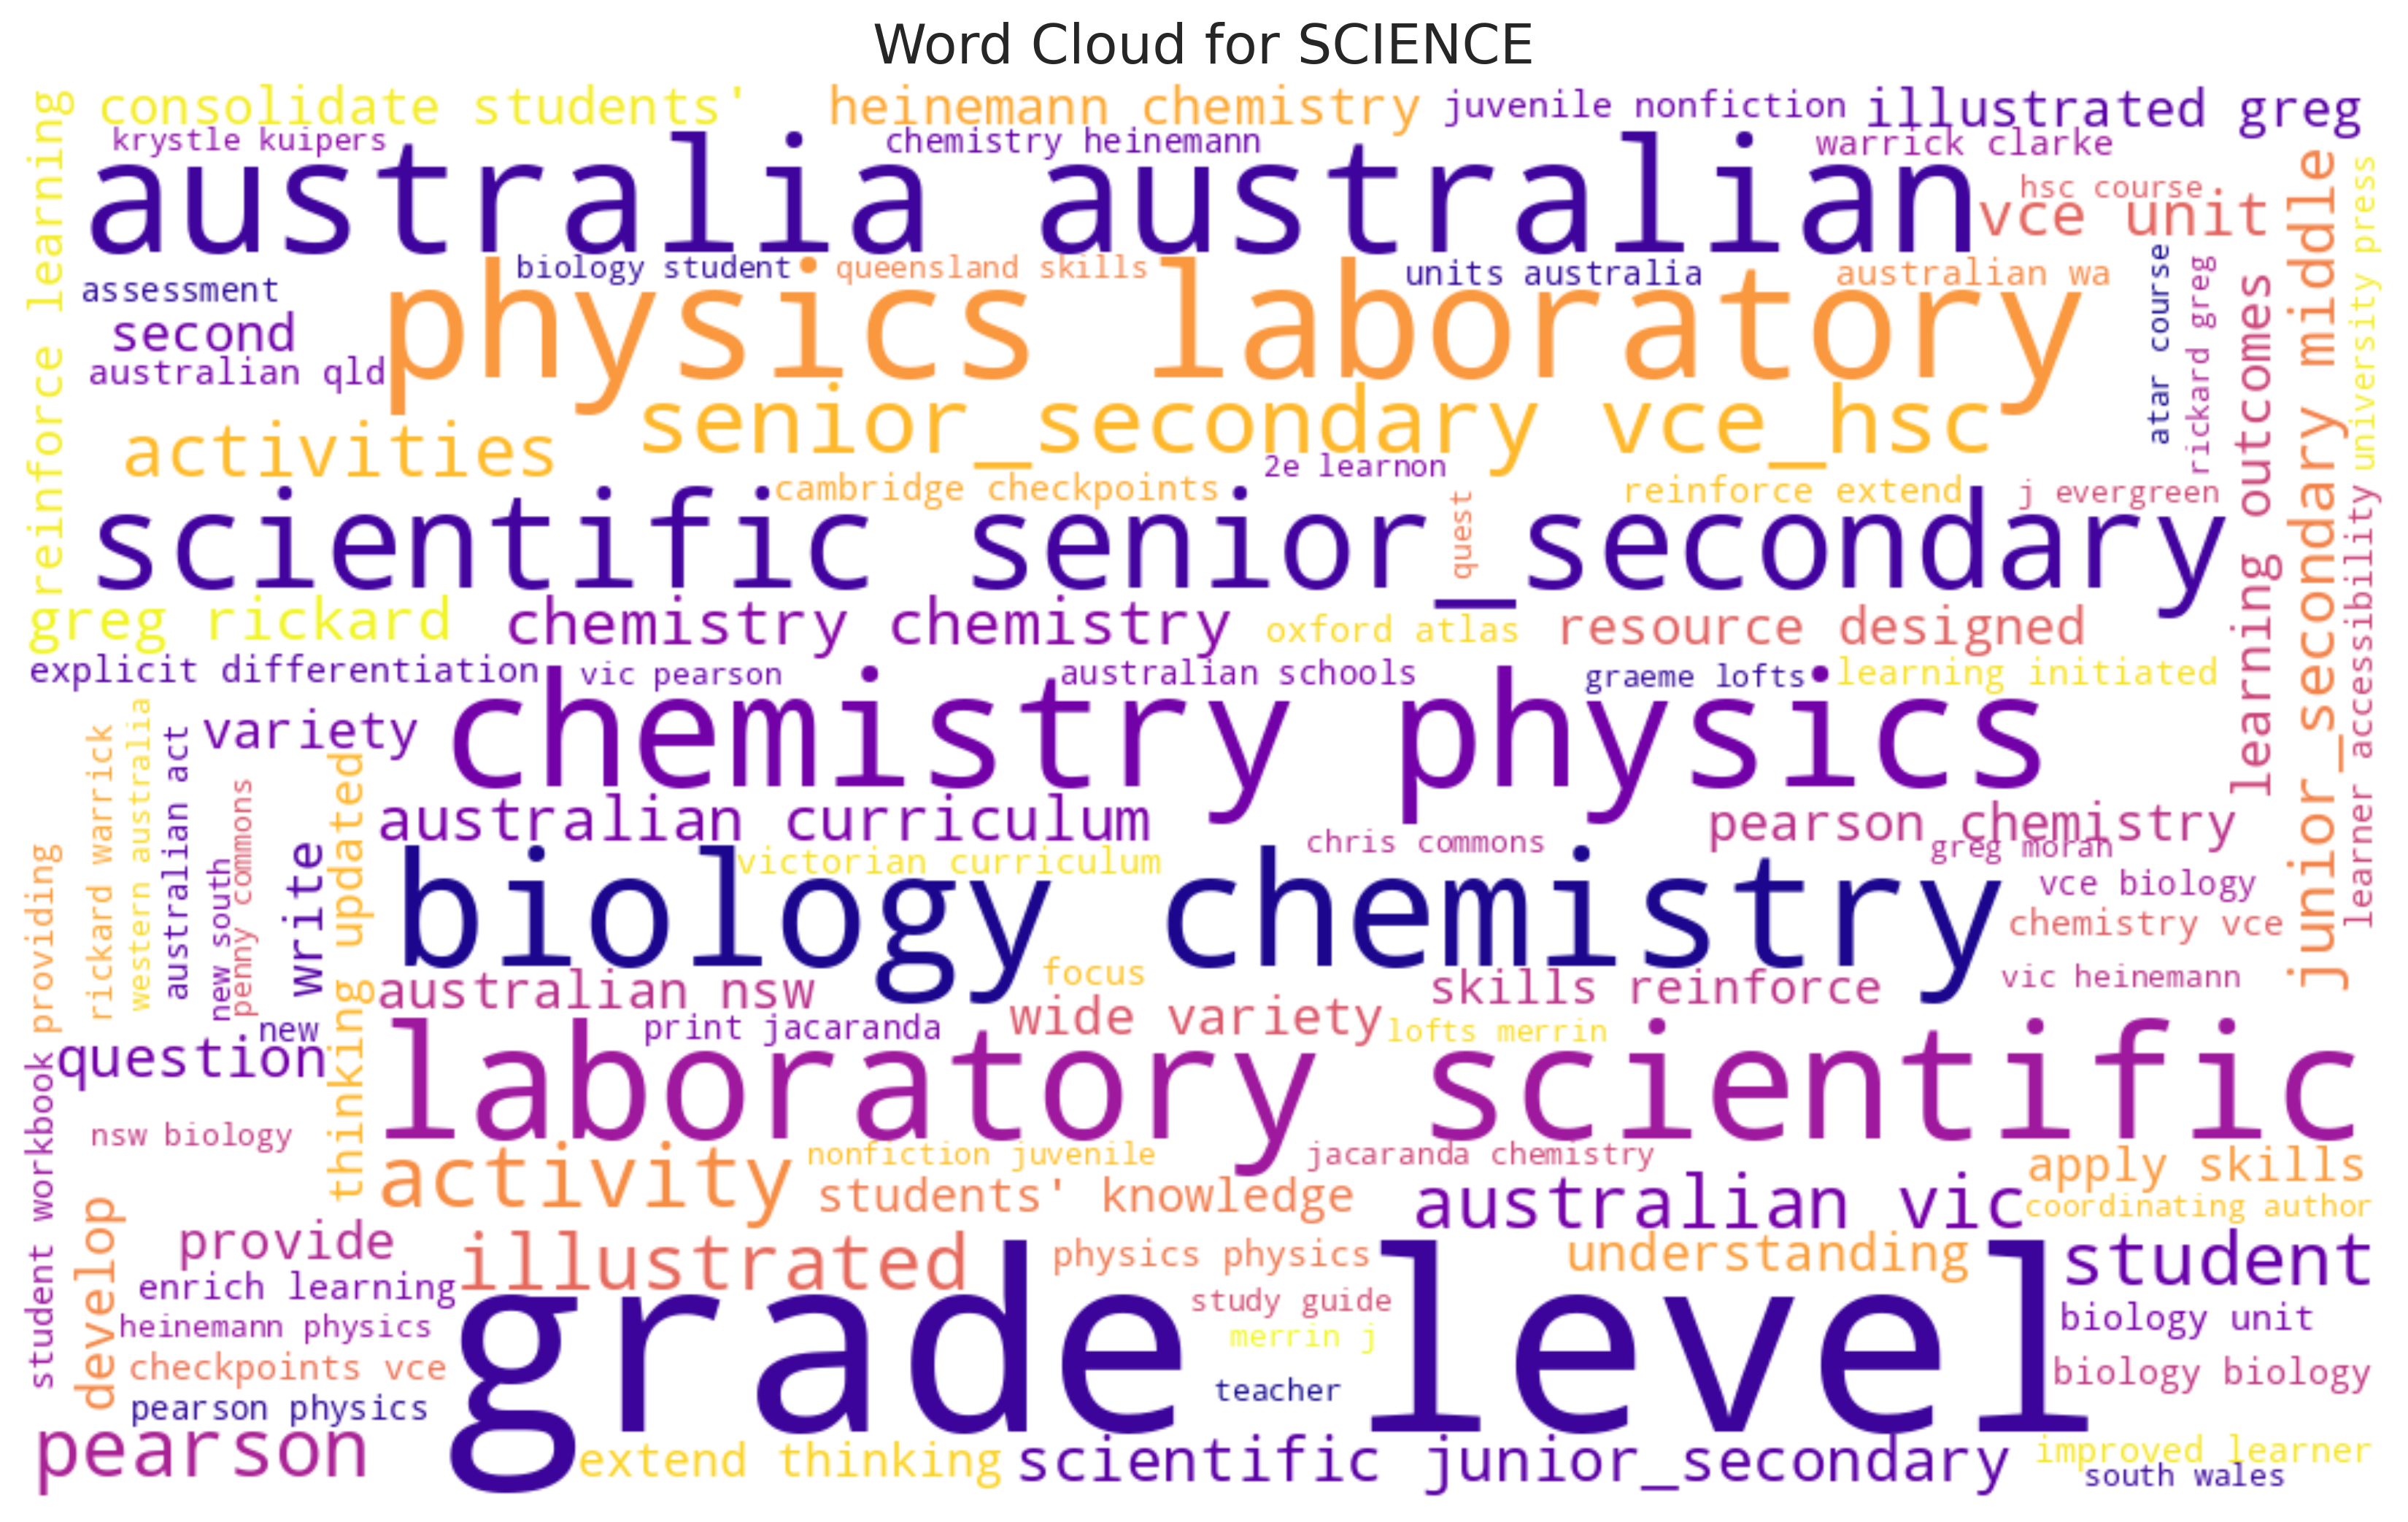 Word Cloud for SCIENCE
consolidate students'
heinemann chemistry
juvenile nonfiction
illustrated greg
krystle kuipers
chemistry heinemann
warrick clarke
australia australian
hsc course
vce unit
reinforce learning
junior_secondary middle
university press
biology student
queensland skills
units australia
australian wa
assessment
physics laboratory
second
australian qld
atar course
rickard greg
learning outcomes
senior_secondary vce_hsc
activities
2e learnon
cambridge checkpoints
reinforce extend
j evergreen
quest
scientific senior_secondary
learner accessibility
greg rickard
chemistry chemistry
oxford atlas
resource designed
explicit differentiation
vic pearson
australian schools
graeme lofts
learning initiated
variety
chemistry physics
rickard warrick
western australia
australian act
new south
penny commons
write
thinking updated
australian curriculum
pearson chemistry
chris commons
greg moran
victorian curriculum
biology chemistry
vce biology
chemistry vce
providing
focus
australian nsw
skills reinforce
vic heinemann
new
print jacaranda
wide variety
lofts merrin
question
laboratory scientific
student workbook
nsw biology
activity
nonfiction juvenile
jacaranda chemistry
apply skills
students' knowledge
australian vic
coordinating author
develop
provide
illustrated
physics physics
understanding
student
enrich learning
study guide
biology unit
heinemann physics
merrin j
grade level
checkpoints vce
teacher
biology biology
pearson physics
pearson
extend thinking
scientific junior_secondary
improved learner
south wales